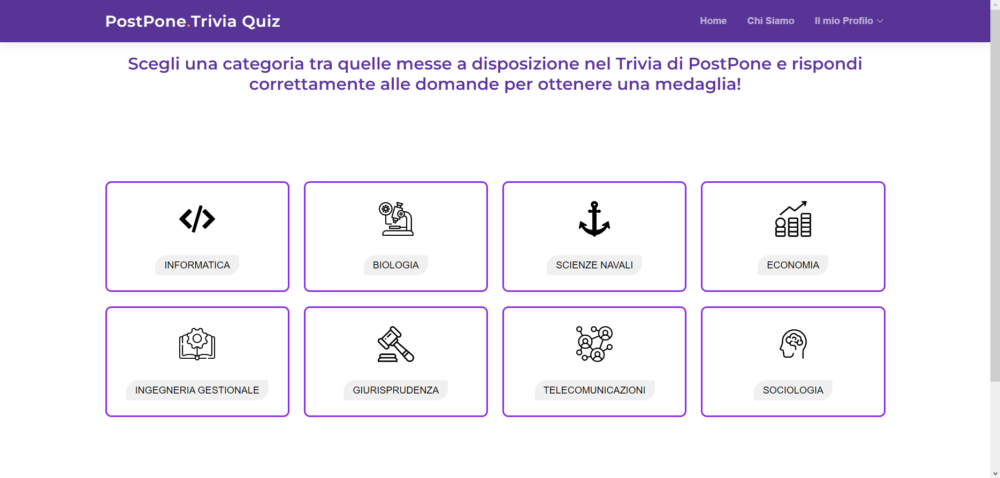 PostPone.Trivia Quiz
Home
Chi Siamo
Il mio Profilo
Scegli una categoria tra quelle messe a disposizione nel Trivia di PostPone e rispondi
correttamente alle domande per ottenere una medaglia!
INFORMATICA
BIOLOGIA
SCIENZE NAVALI
ECONOMIA
INGEGNERIA GESTIONALE
GIURISPRUDENZA
TELECOMUNICAZIONI
SOCIOLOGIA